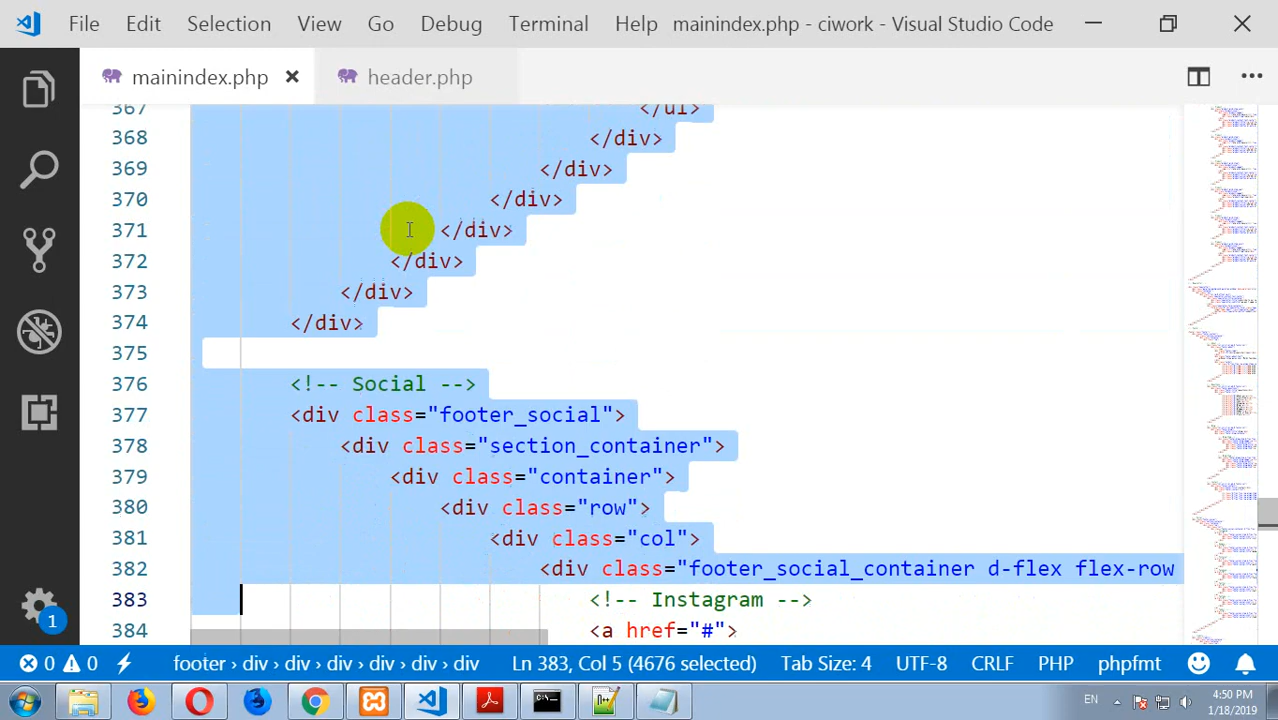 File Edit Selection View Go Debug Terminal Help mainindex.php - ciwork - Visual Studio Code
mainindex.php header.php
367 </ul>
368 </div>
369 </div>
370 </div>
371 </div>
372 </div>
373 </div>
374 </div>
375
376 <!-- Social -->
377 <div class="footer_social">
378 <div class="section_container">
379 <div class="container">
380 <div class="row">
381 <div class="col">
382 <div class="footer_social_container d-flex flex-row
383 <!-- Instagram -->
384 <a href="#">
1 0 0 footer › div › div › div › div › div › div Ln 383, Col 5 (4676 selected) Tab Size: 4 UTF-8 CRLF PHP phpfmt
EN 4:50 PM
1/18/2019